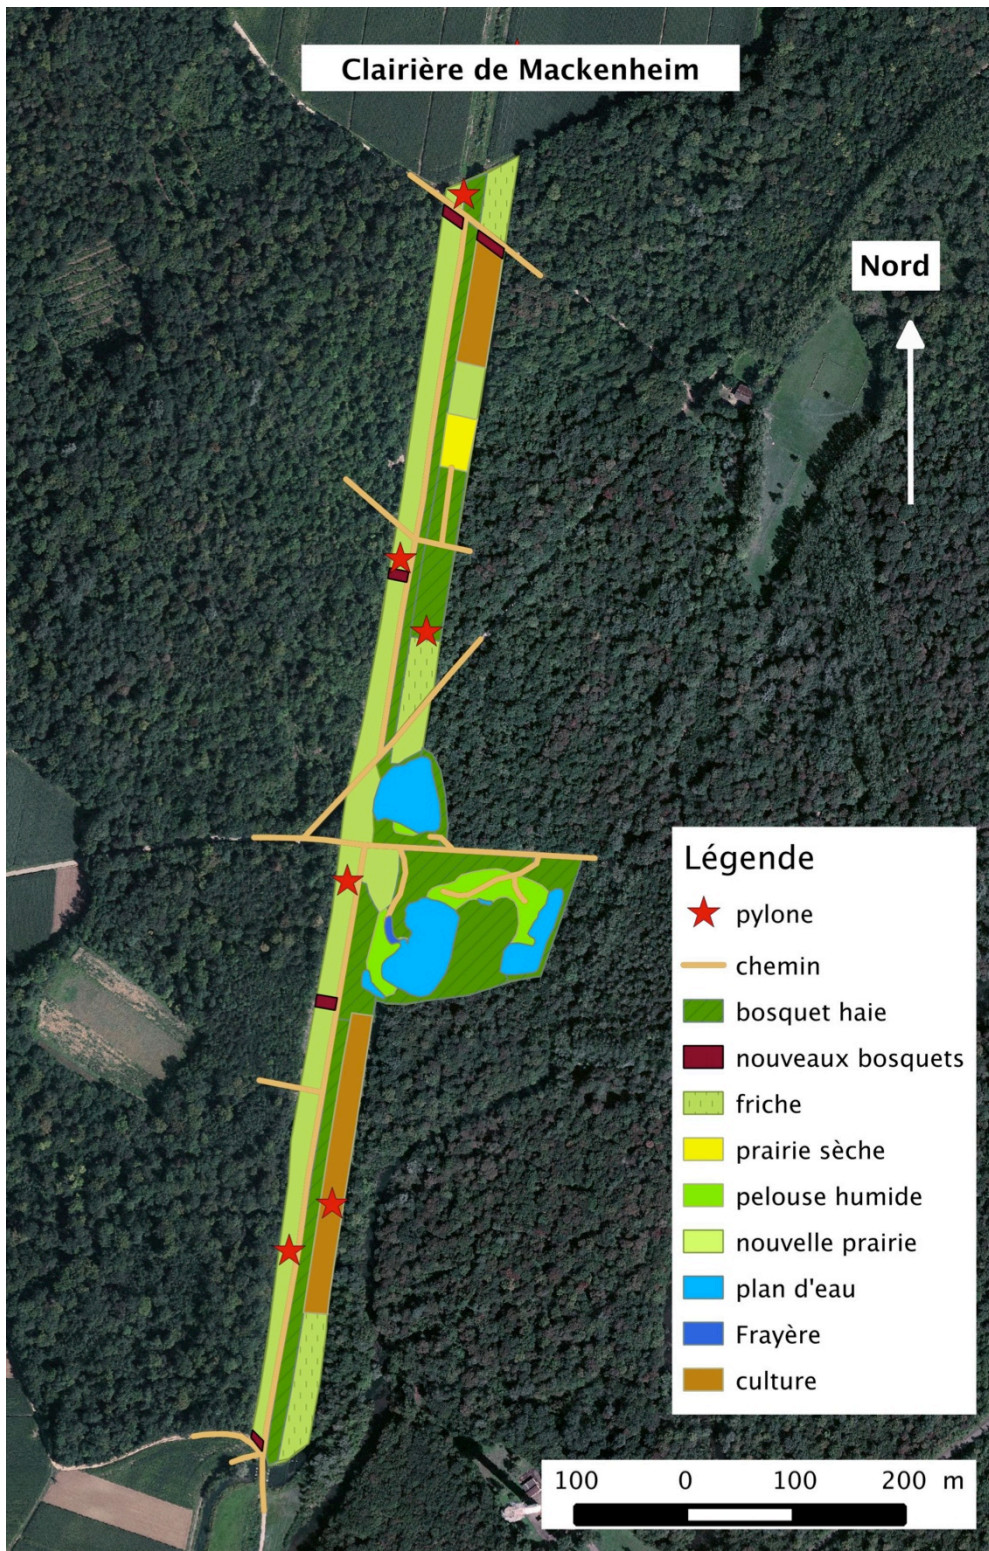 Clairière de Mackenheim
Nord
Légende
pylone
chemin
bosquet haie
nouveaux bosquets
friche
prairie sèche
pelouse humide
nouvelle prairie
plan d'eau
Frayère
culture
100 0 100 200 m